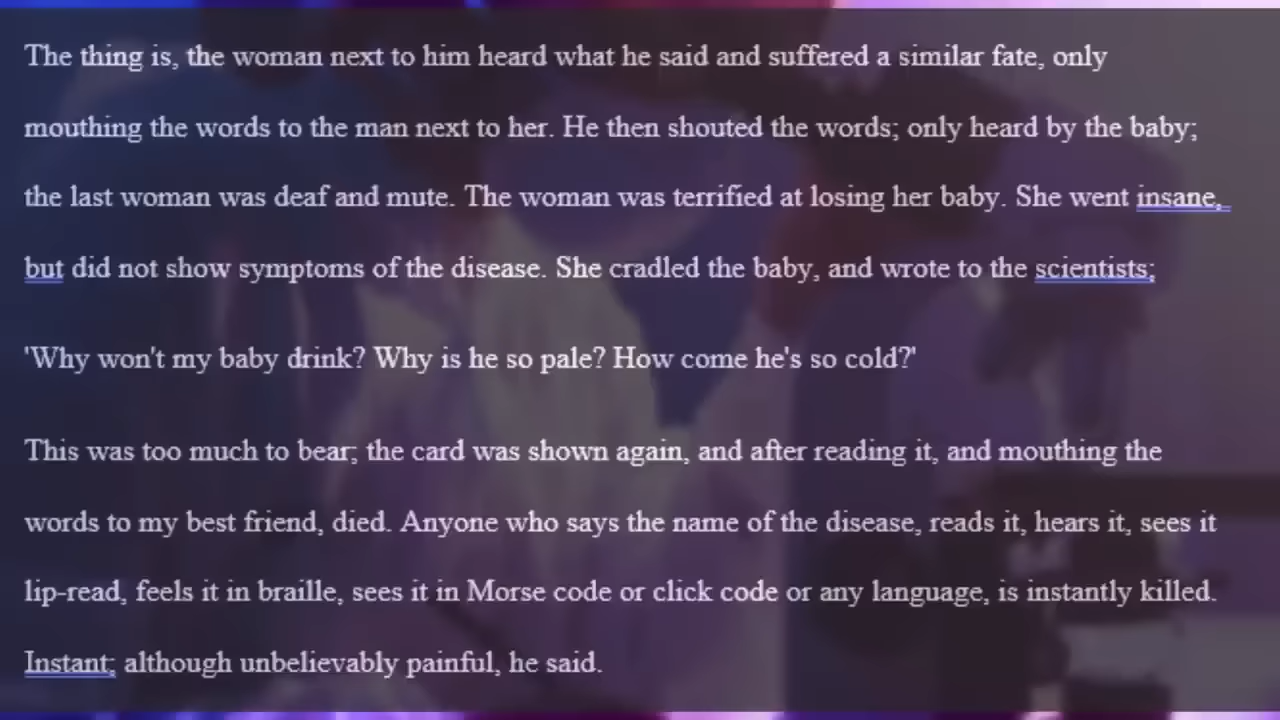 The thing is, the woman next to him heard what he said and suffered a similar fate, only
mouthing the words to the man next to her. He then shouted the words; only heard by the baby;
the last woman was deaf and mute. The woman was terrified at losing her baby. She went insane,
but did not show symptoms of the disease. She cradled the baby, and wrote to the scientists;
'Why won't my baby drink? Why is he so pale? How come he's so cold?'
This was too much to bear; the card was shown again, and after reading it, and mouthing the
words to my best friend, died. Anyone who says the name of the disease, reads it, hears it, sees it
lip-read, feels it in braille, sees it in Morse code or click code or any language, is instantly killed.
Instant; although unbelievably painful, he said.